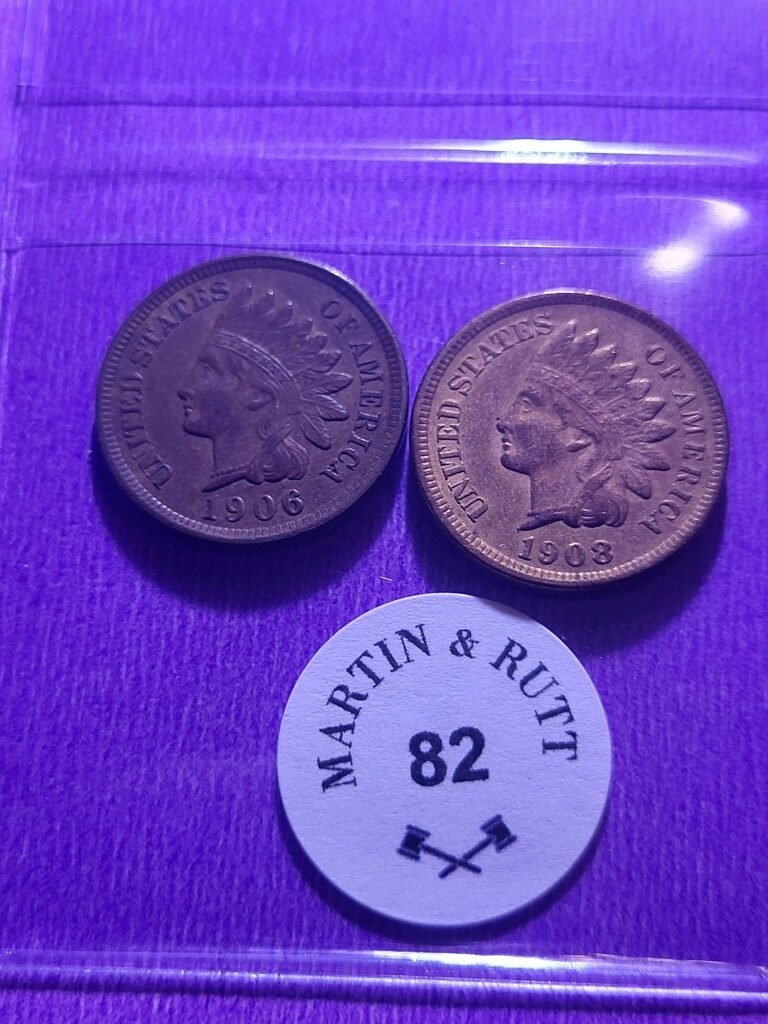 UNITED STATES OF AMERICA
1906
UNITED STATES OF AMERICA
1908
MARTIN & RUTT
82